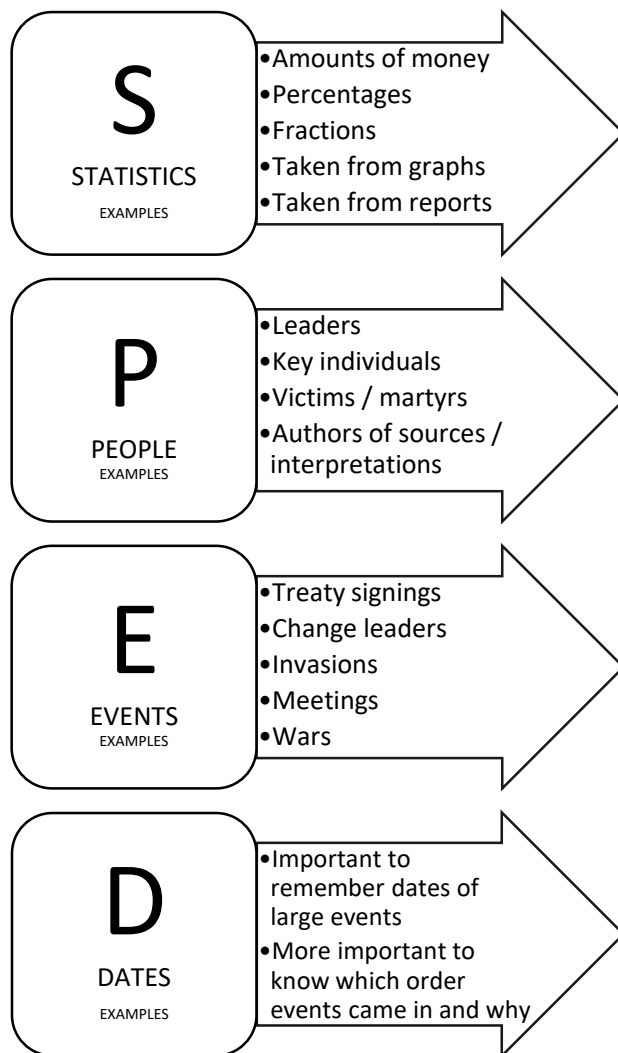 S
STATISTICS
EXAMPLES
•Amounts of money
•Percentages
•Fractions
•Taken from graphs
•Taken from reports
P
PEOPLE
EXAMPLES
•Leaders
•Key individuals
•Victims / martyrs
•Authors of sources /
interpretations
E
EVENTS
EXAMPLES
•Treaty signings
•Change leaders
•Invasions
•Meetings
•Wars
D
DATES
EXAMPLES
•Important to
remember dates of
large events
•More important to
know which order
events came in and why